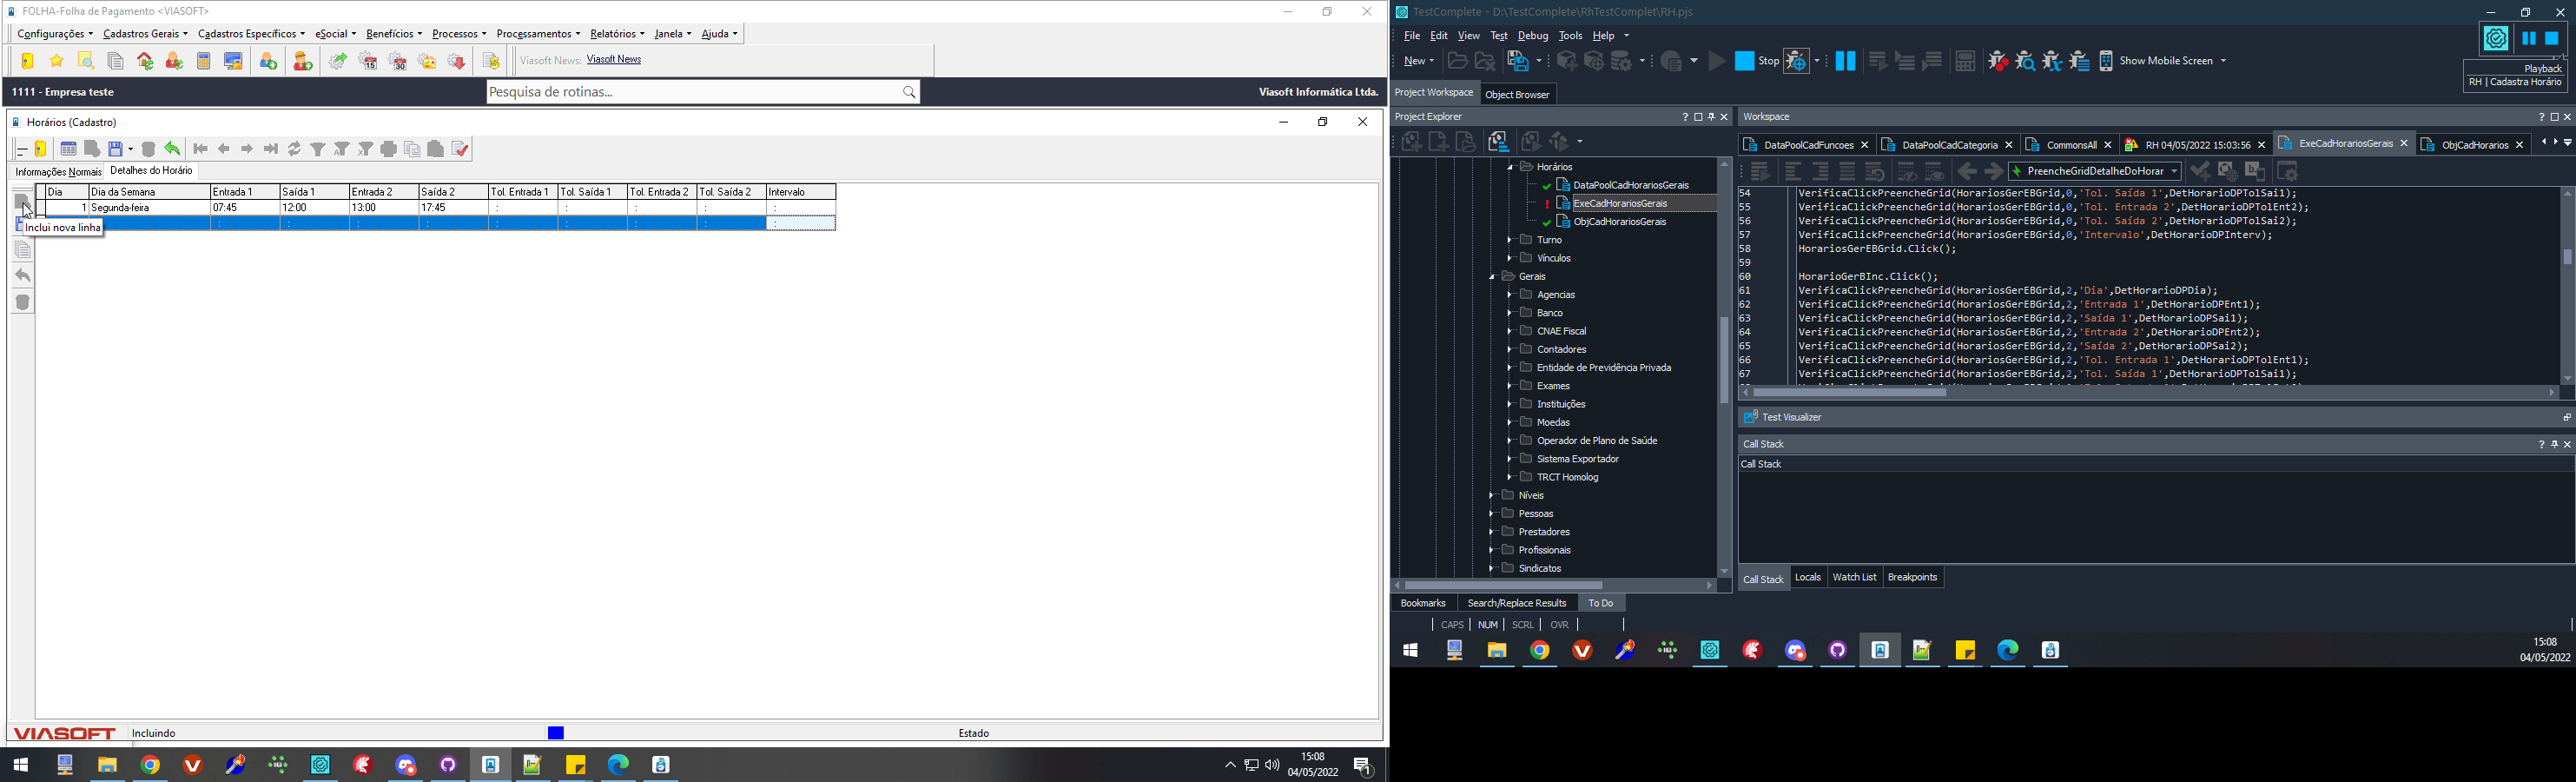 FOLHA-Folha de Pagamento <VIASOFT>
Configurações Cadastros Gerais Cadastros Específicos eSocial Benefícios Processos Processamentos Relatórios Janela Ajuda
15 30 Viasoft News: Viasoft News
1111 - Empresa teste
Pesquisa de rotinas...
Viasoft Informática Ltda.
Horários (Cadastro)
Informações Normais Detalhes do Horário
Dia Dia da Semana Entrada 1 Saída 1 Entrada 2 Saída 2 Tol. Entrada 1 Tol. Saída 1 Tol. Entrada 2 Tol. Saída 2 Intervalo
1 Segunda-feira 07:45 12:00 13:00 17:45 : : : : :
: : : : : : : : :
Inclui nova linha
VIASOFT Incluindo Estado
15:08
04/05/2022
1
TestComplete - D:\TestComplete\RhTestComplet\RH.pjs
File Edit View Test Debug Tools Help
New Stop Show Mobile Screen
Playback
RH | Cadastra Horário
Project Workspace Object Browser
Project Explorer
Horários
DataPoolCadHorariosGerais
ExeCadHorariosGerais
ObjCadHorariosGerais
Turno
Vínculos
Gerais
Agencias
Banco
CNAE Fiscal
Contadores
Entidade de Previdência Privada
Exames
Instituições
Moedas
Operador de Plano de Saúde
Sistema Exportador
TRCT Homolog
Níveis
Pessoas
Prestadores
Profissionais
Sindicatos
Workspace
DataPoolCadFuncoes DataPoolCadCategoria CommonsAll RH 04/05/2022 15:03:56 ExeCadHorariosGerais ObjCadHorarios
PreencheGridDetalheDoHorar
54 VerificaClickPreencheGrid(HorariosGerEBGrid,0,'Tol. Saída 1',DetHorarioDPTolSai1);
55 VerificaClickPreencheGrid(HorariosGerEBGrid,0,'Tol. Entrada 2',DetHorarioDPTolEnt2);
56 VerificaClickPreencheGrid(HorariosGerEBGrid,0,'Tol. Saída 2',DetHorarioDPTolSai2);
57 VerificaClickPreencheGrid(HorariosGerEBGrid,0,'Intervalo',DetHorarioDPInterv);
58 HorariosGerEBGrid.Click();
59
60 HorarioGerBInc.Click();
61 VerificaClickPreencheGrid(HorariosGerEBGrid,2,'Dia',DetHorarioDPDia);
62 VerificaClickPreencheGrid(HorariosGerEBGrid,2,'Entrada 1',DetHorarioDPEnt1);
63 VerificaClickPreencheGrid(HorariosGerEBGrid,2,'Saída 1',DetHorarioDPSai1);
64 VerificaClickPreencheGrid(HorariosGerEBGrid,2,'Entrada 2',DetHorarioDPEnt2);
65 VerificaClickPreencheGrid(HorariosGerEBGrid,2,'Saída 2',DetHorarioDPSai2);
66 VerificaClickPreencheGrid(HorariosGerEBGrid,2,'Tol. Entrada 1',DetHorarioDPTolEnt1);
67 VerificaClickPreencheGrid(HorariosGerEBGrid,2,'Tol. Saída 1',DetHorarioDPTolSai1);
Test Visualizer
Call Stack
Call Stack
Call Stack Locals Watch List Breakpoints
Bookmarks Search/Replace Results To Do
CAPS NUM SCRL OVR
15:08
04/05/2022